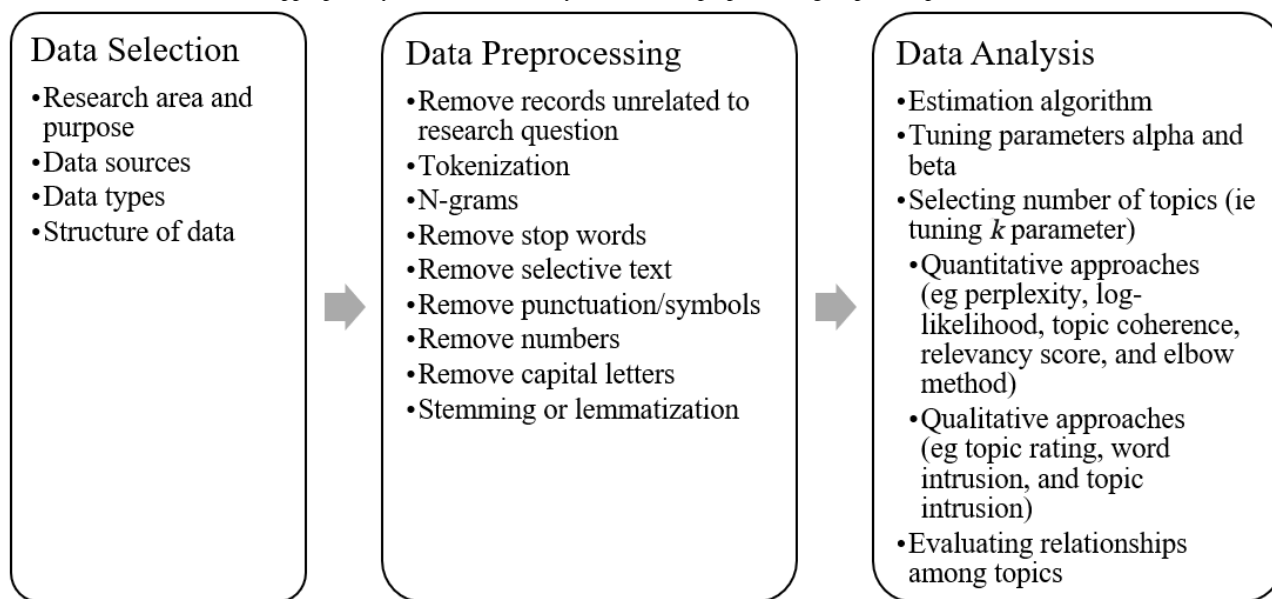 Data Selection
•Research area and
purpose
•Data sources
•Data types
•Structure of data
Data Preprocessing
•Remove records unrelated to
research question
•Tokenization
•N-grams
•Remove stop words
•Remove selective text
•Remove punctuation/symbols
•Remove numbers
•Remove capital letters
•Stemming or lemmatization
Data Analysis
•Estimation algorithm
•Tuning parameters alpha and
beta
•Selecting number of topics (ie
tuning k parameter)
•Quantitative approaches
(eg perplexity, log-
likelihood, topic coherence,
relevancy score, and elbow
method)
•Qualitative approaches
(eg topic rating, word
intrusion, and topic
intrusion)
•Evaluating relationships
among topics